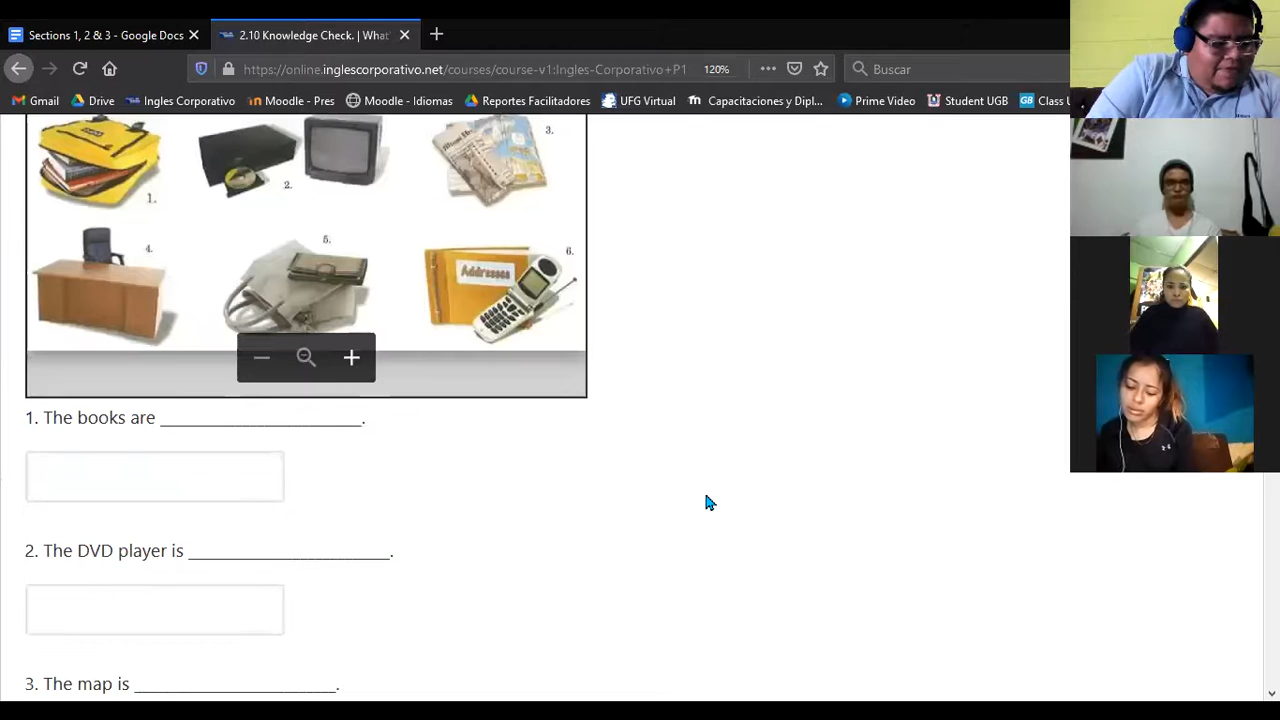 Sections 1, 2 & 3 - Google Docs
2.10 Knowledge Check. | What'
https://online.inglescorporativo.net/courses/course-v1:Ingles-Corporativo+P1
120%
Buscar
Gmail
Drive
Ingles Corporativo
Moodle - Pres
Moodle - Idiomas
Reportes Facilitadores
UFG Virtual
Capacitaciones y Dipl...
Prime Video
Student UGB
Class
1.
2.
3.
4.
5.
6.
Addresses
1. The books are ______________________.
2. The DVD player is ______________________.
3. The map is ______________________.